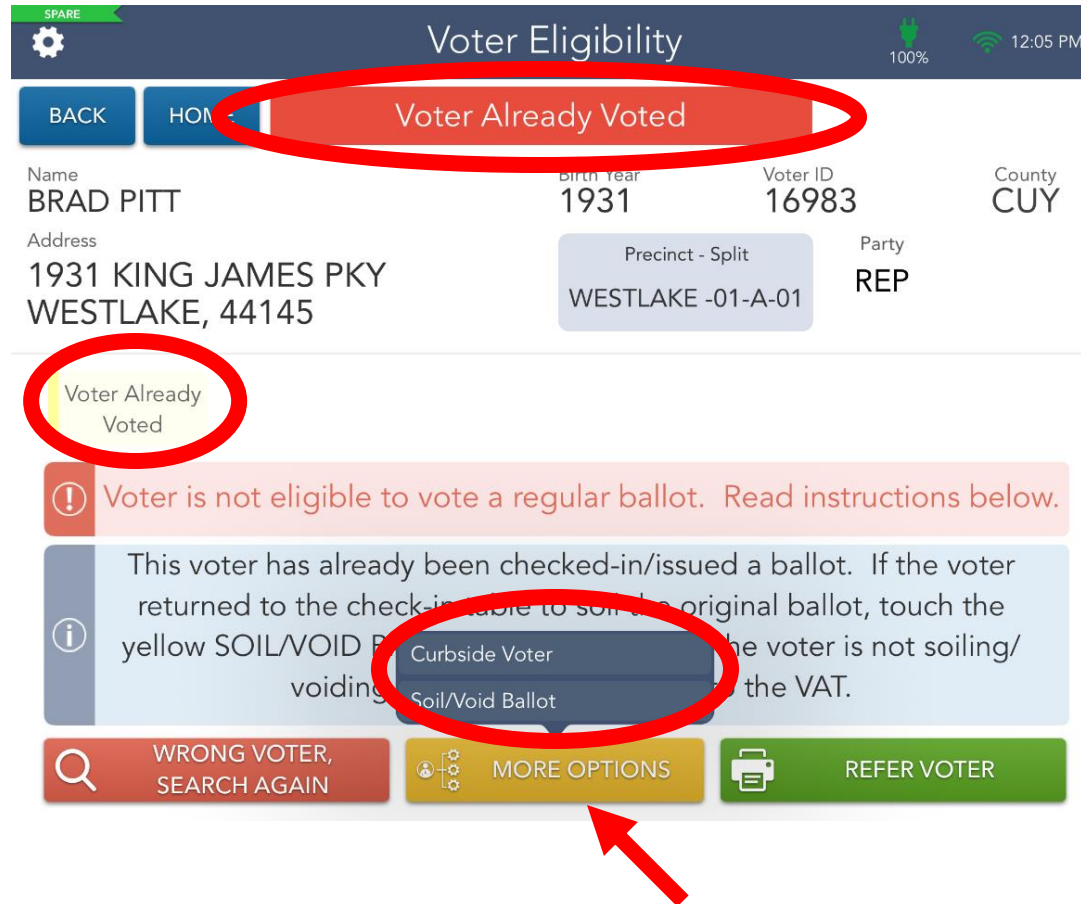 SPARE
Voter Eligibility
100%
12:05 PM
BACK
HOME
Voter Already Voted
Name
BRAD PITT
Birth Year
1931
Voter ID
16983
County
CUY
Address
1931 KING JAMES PKY
WESTLAKE, 44145
Precinct - Split
WESTLAKE -01-A-01
Party
REP
Voter Already
Voted
Voter is not eligible to vote a regular ballot. Read instructions below.
This voter has already been checked-in/issued a ballot. If the voter
returned to the check-in table to soil the original ballot, touch the
yellow SOIL/VOID he voter is not soiling/
voiding the VAT.
Curbside Voter
Soil/Void Ballot
WRONG VOTER,
SEARCH AGAIN
MORE OPTIONS
REFER VOTER